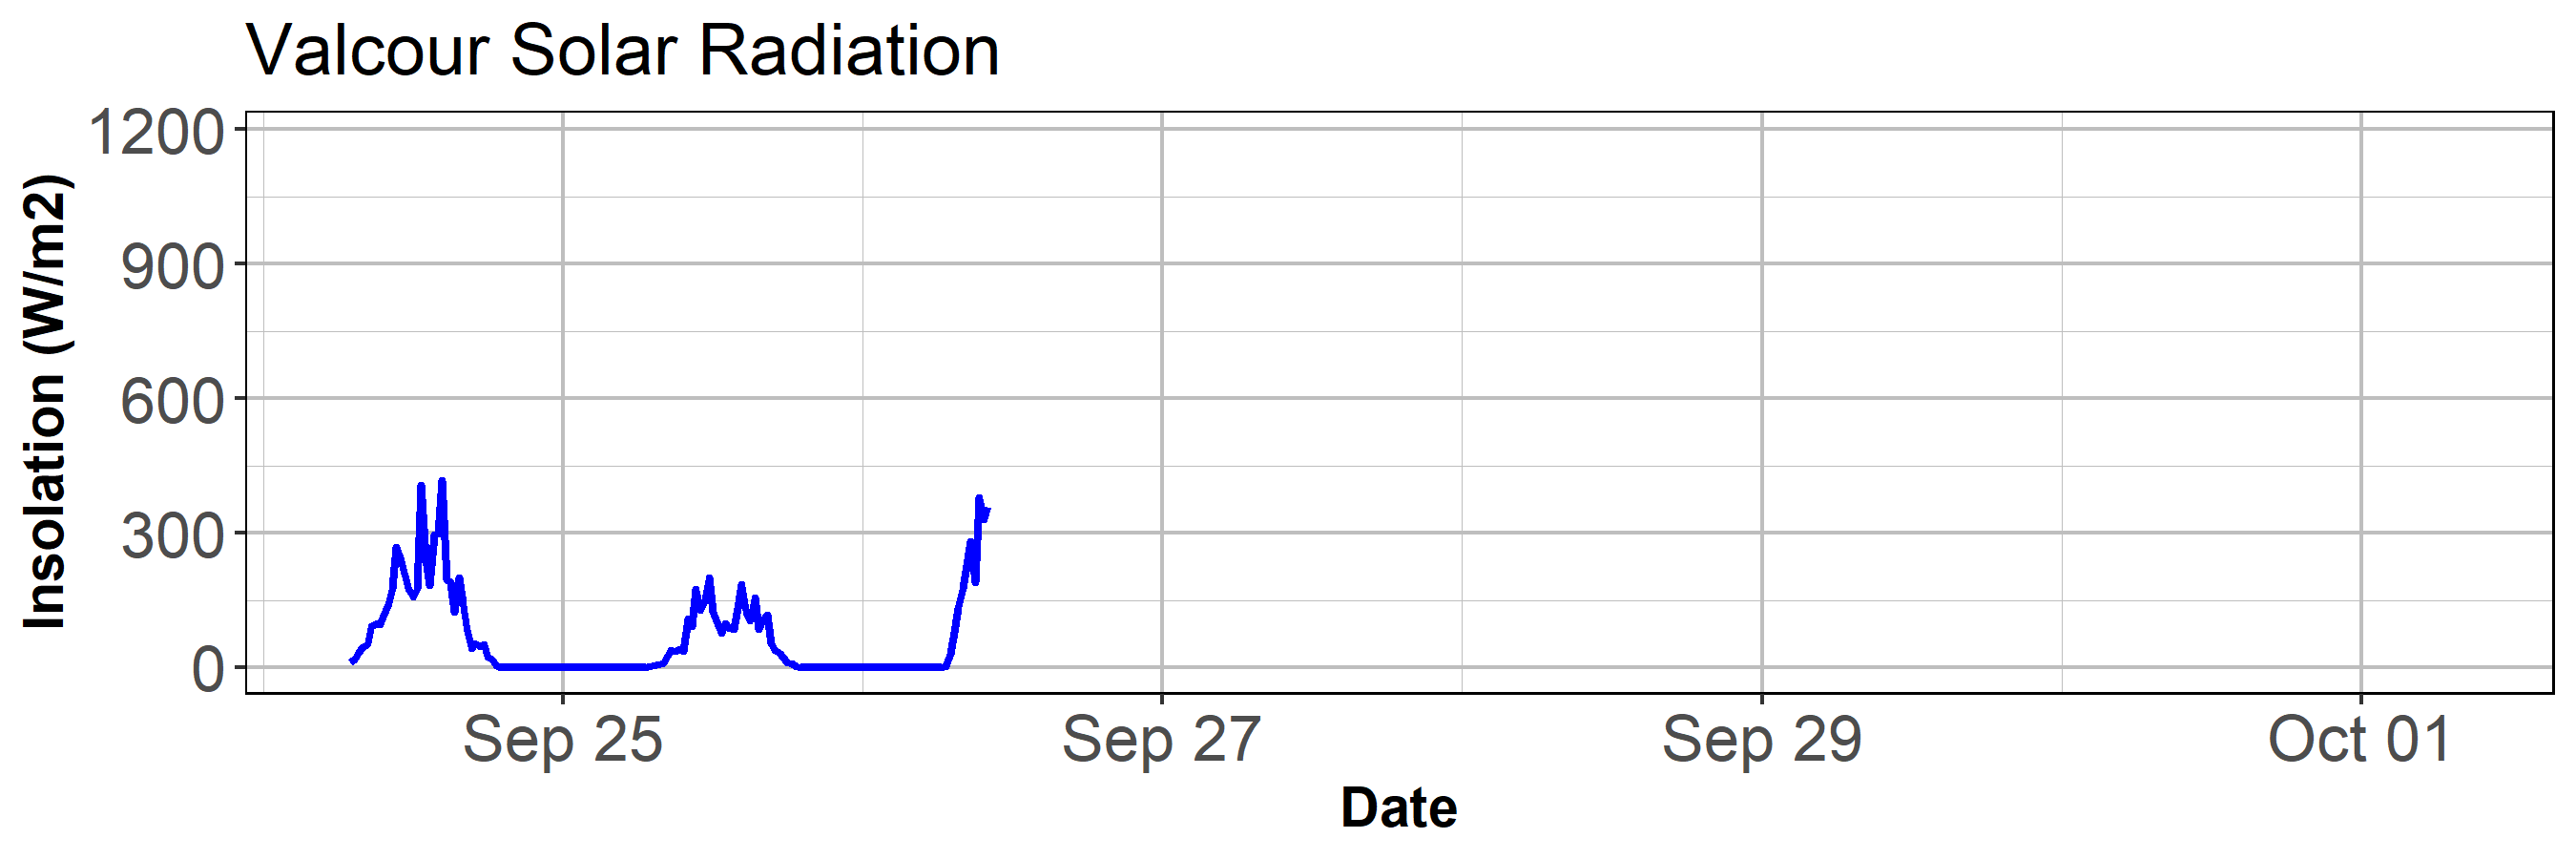 Valcour Solar Radiation
1200
900
600
300
0
Insolation (W/m2)
Sep 25 Sep 27 Sep 29 Oct 01
Date